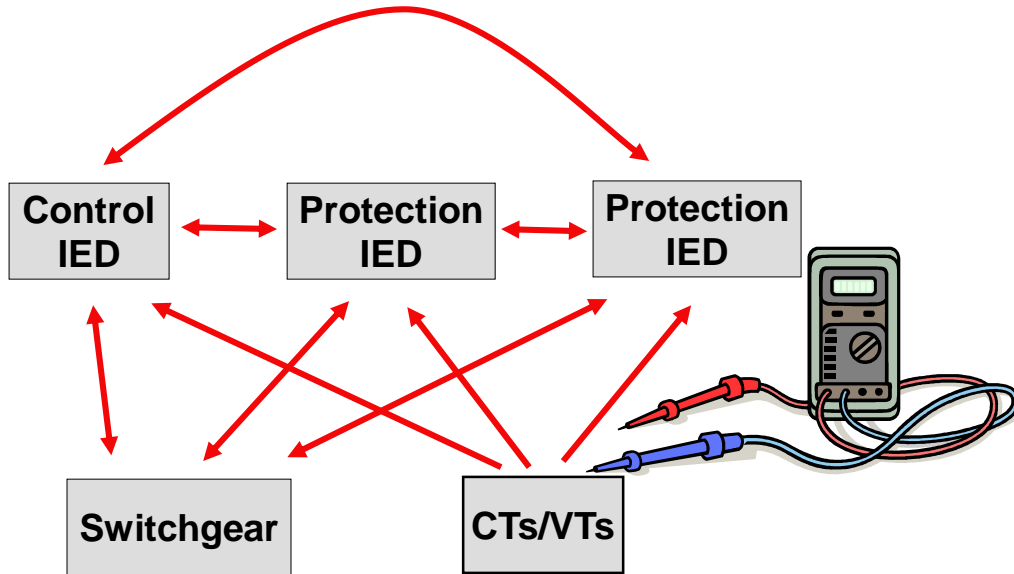 Control
IED
Protection
IED
Protection
IED
Switchgear
CTs/VTs